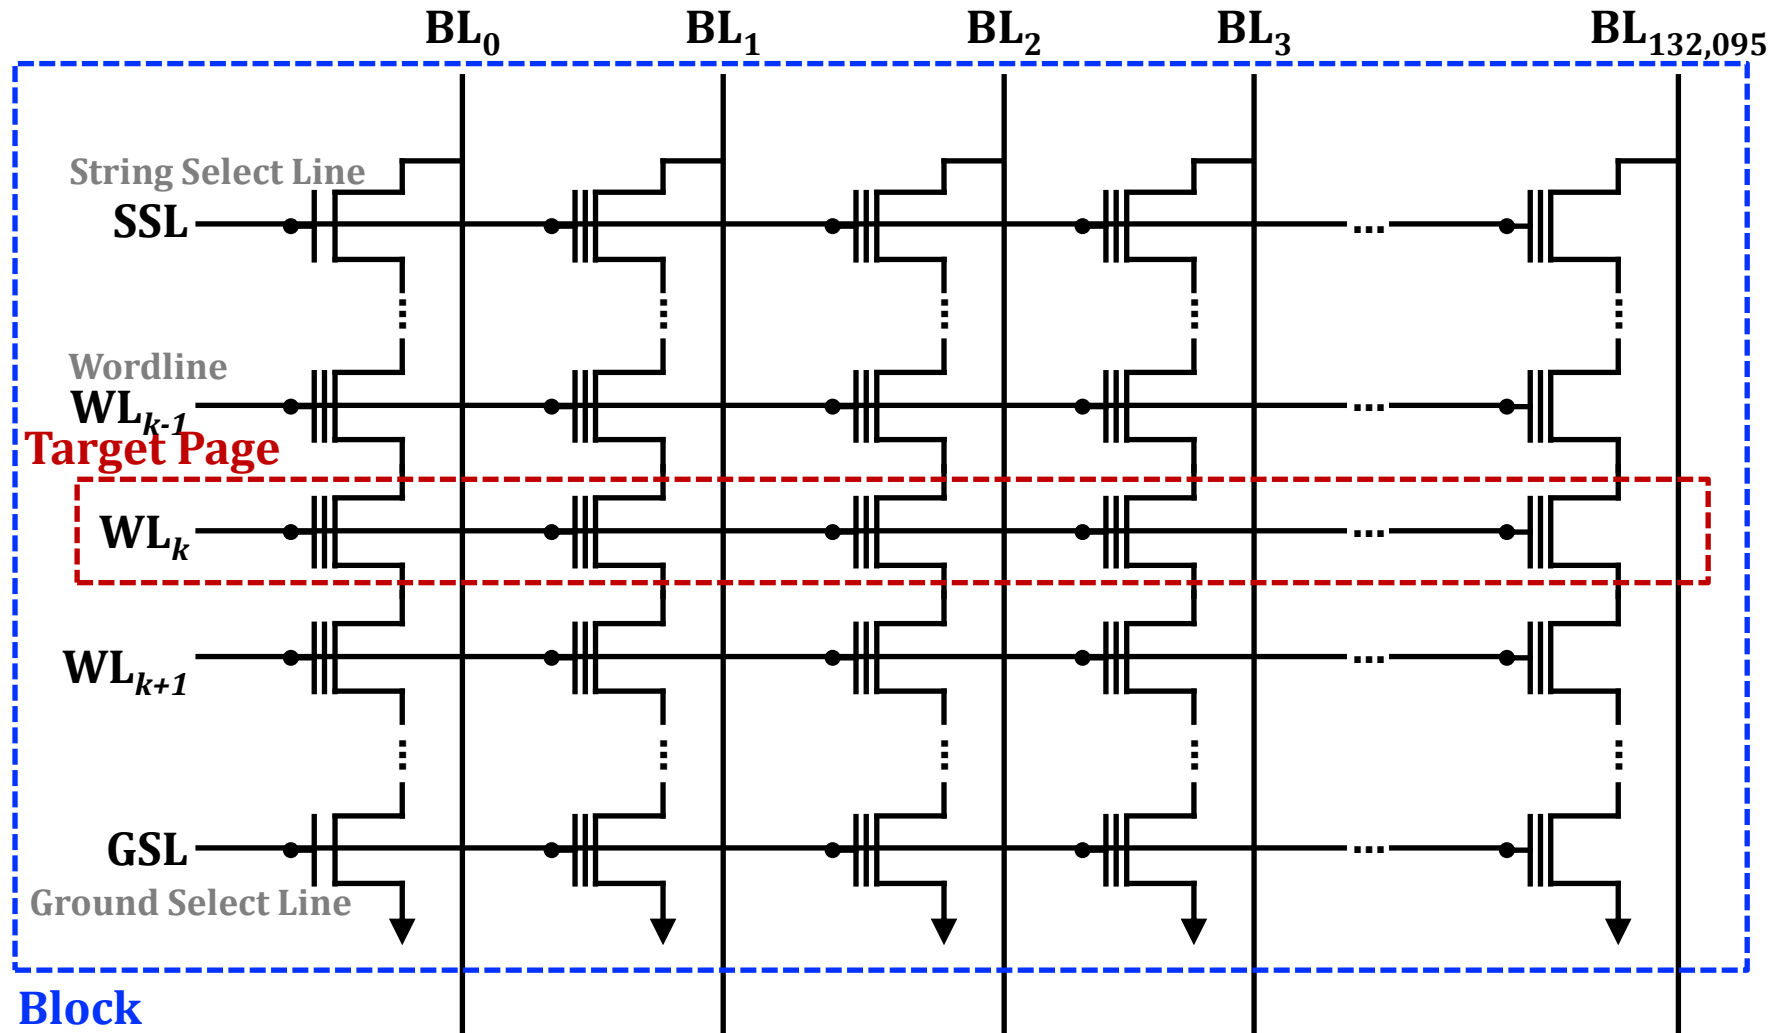 BL0 BL1 BL2 BL3 BL132,095
String Select Line
SSL ...
Wordline
WLk-1 ...
Target Page
WLk ...
WLk+1 ...
GSL ...
Ground Select Line
Block